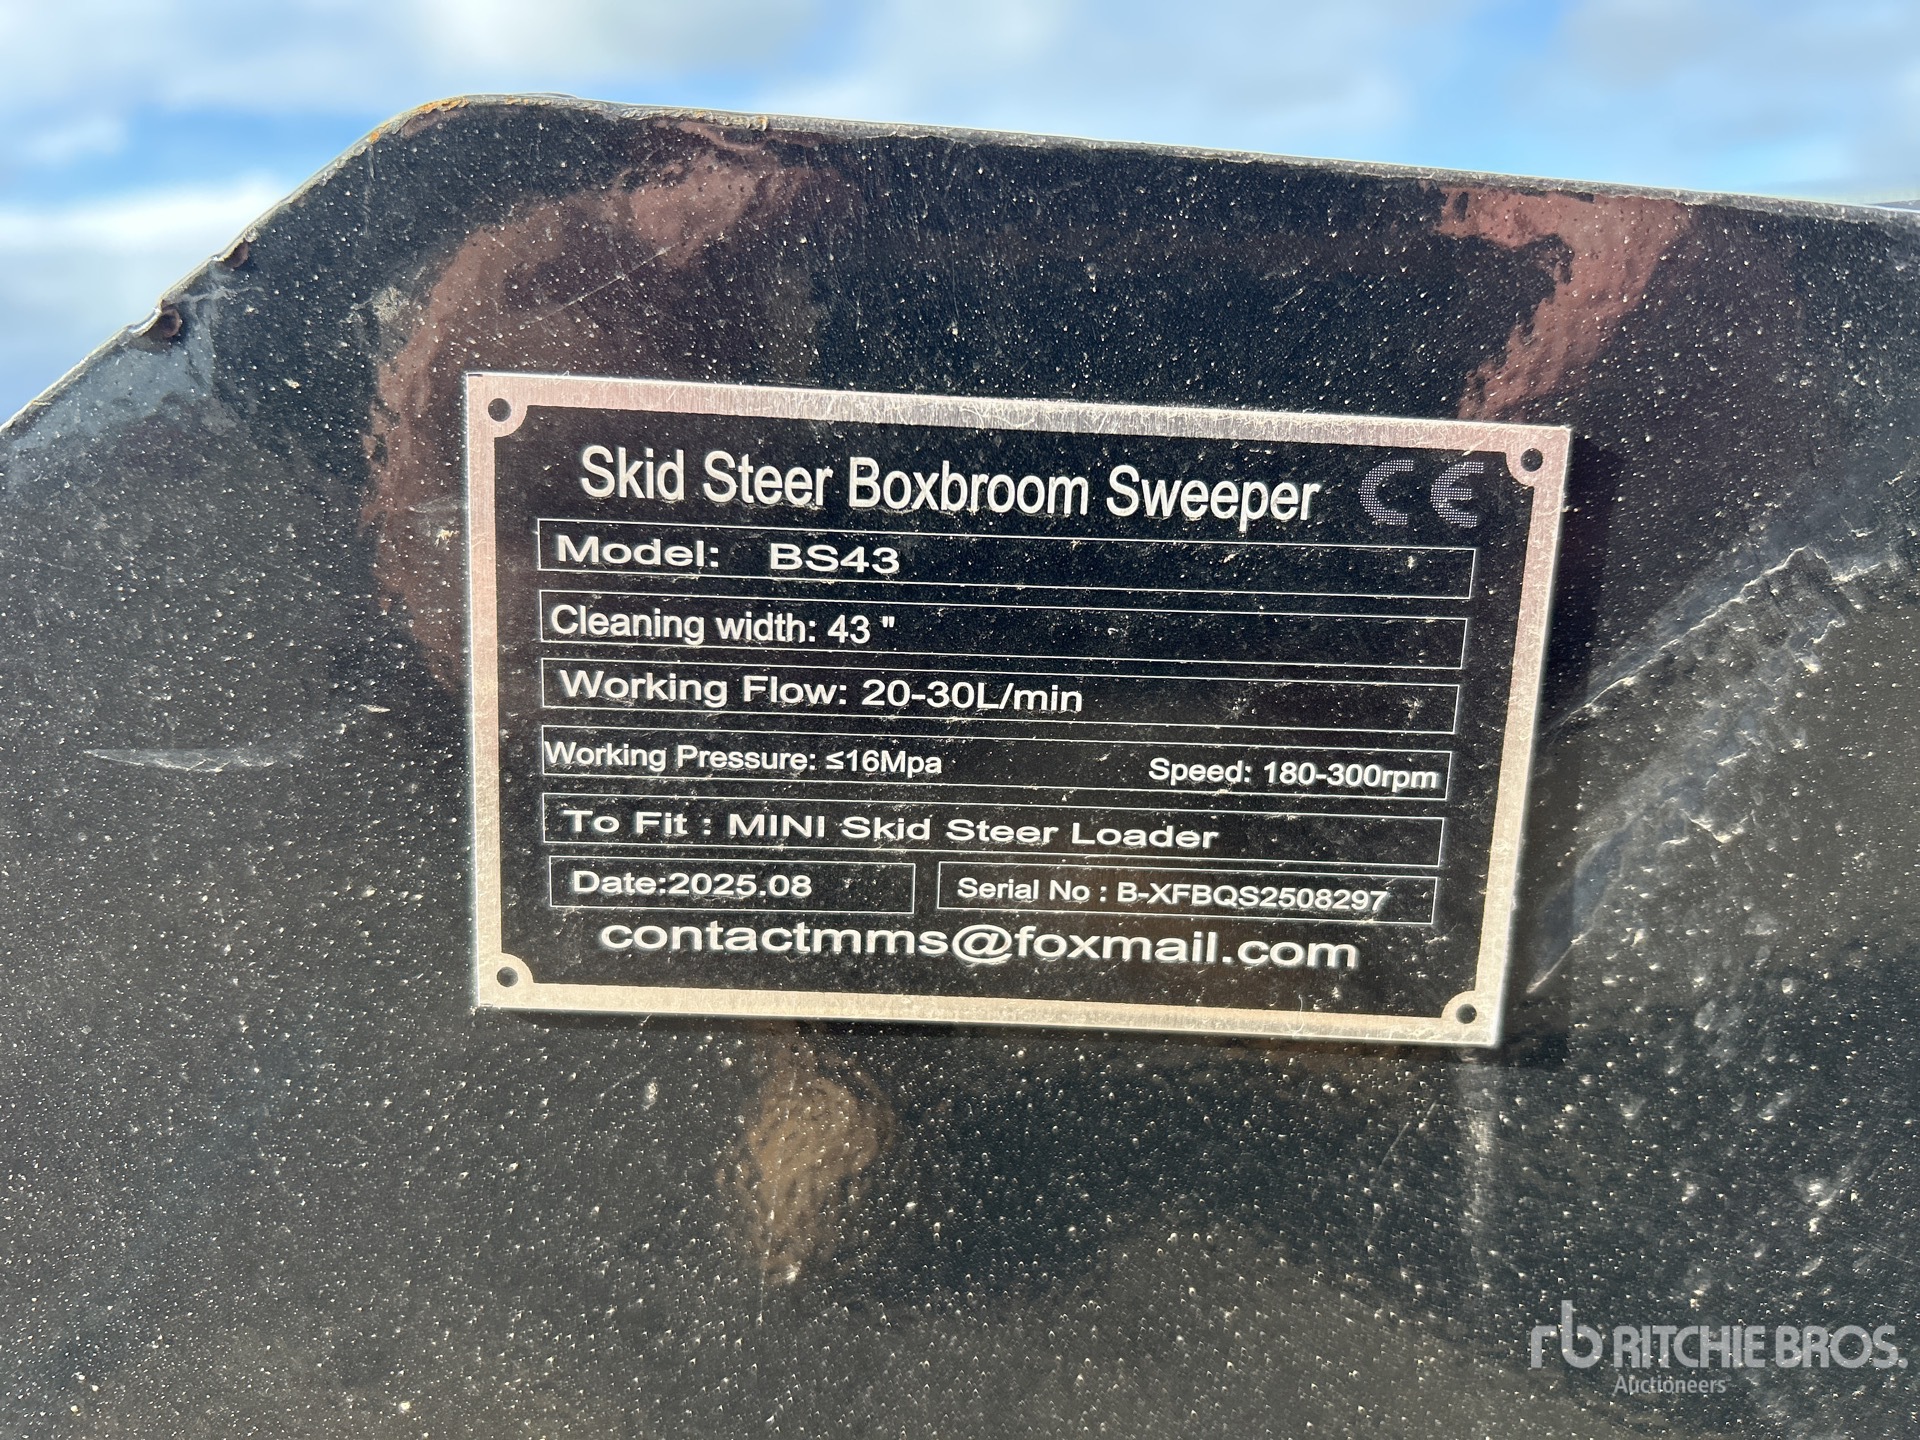 Skid Steer Boxbroom Sweeper CE
Model: BS43
Cleaning width: 43 "
Working Flow: 20-30L/min
Working Pressure: ≤16Mpa Speed: 180-300rpm
To Fit : MINI Skid Steer Loader
Date:2025.08 Serial No : B-XFBQS2508297
contactmms@foxmail.com
rb RITCHIE BROS.
Auctioneers